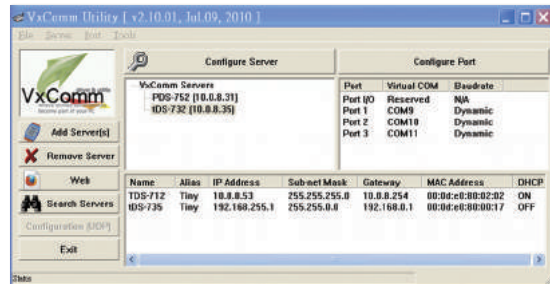 VxComm Utility [ v2.10.01, Jul.09, 2010 ]
File Server Port Tools
Configure Server
Configure Port
VxComm
VxComm Servers
PDS-752 [10.0.8.31]
tDS-732 [10.0.8.35]
Port Virtual COM Baudrate
Port I/O Reserved N/A
Port 1 COM9 Dynamic
Port 2 COM10 Dynamic
Port 3 COM11 Dynamic
Add Server(s)
Remove Server
Web
Search Servers
Configuration (UDP)
Exit
Name Alias IP Address Sub-net Mask Gateway MAC Address DHCP
TDS-712 Tiny 10.0.8.53 255.255.255.0 10.0.8.254 00:0d:e0:80:02:02 ON
tDS-735 Tiny 192.168.255.1 255.255.0.0 192.168.0.1 00:0d:e0:80:00:17 OFF